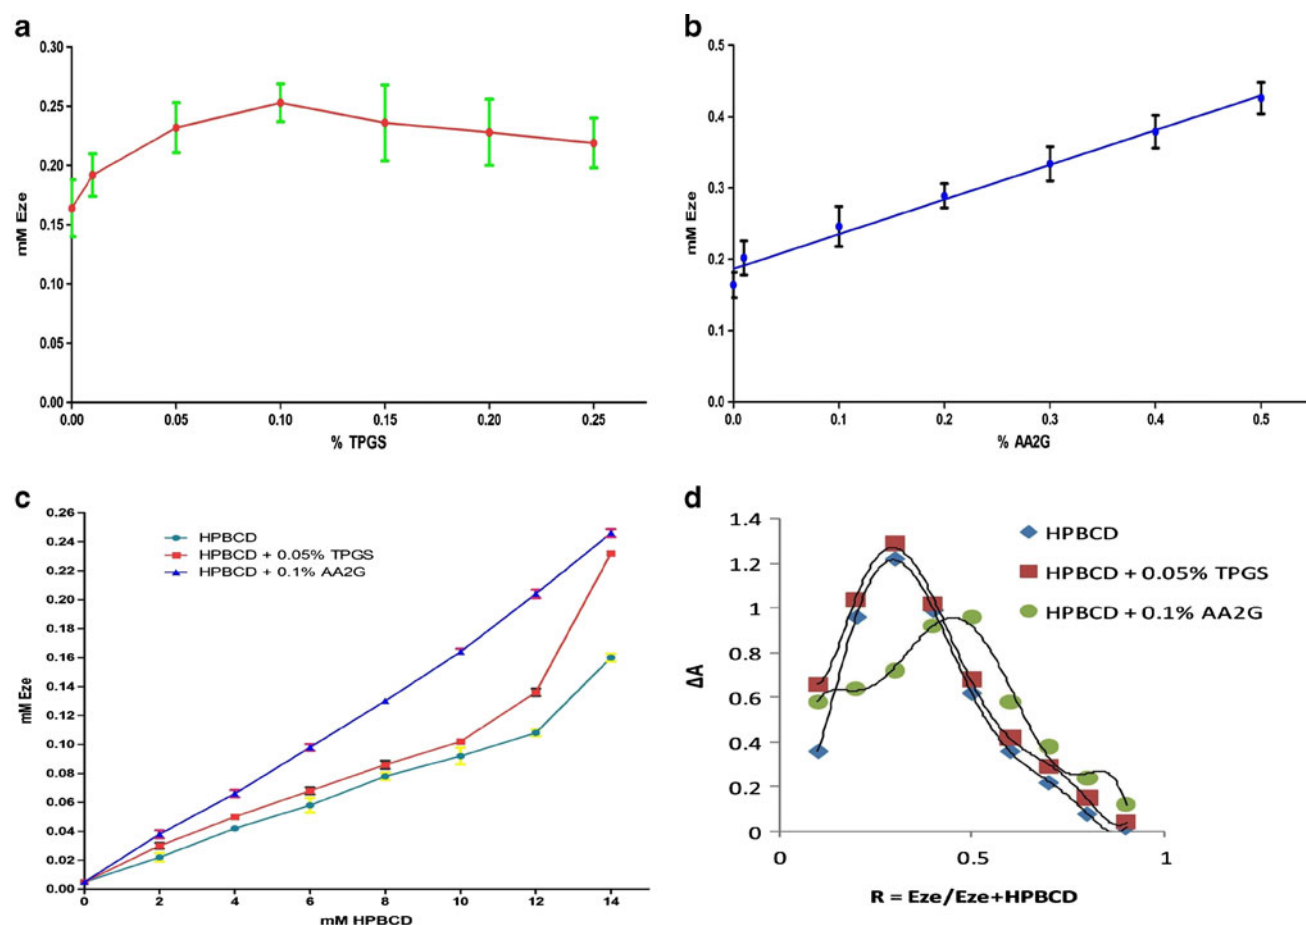 a
0.30
0.25
0.20
0.15
0.10
0.05
0.00
mM Eze
0.00 0.05 0.10 0.15 0.20 0.25
% TPGS
b
0.5
0.4
0.3
0.2
0.1
0.0
mM Eze
0.0 0.1 0.2 0.3 0.4 0.5
% AA2G
c
0.26
0.24
0.22
0.20
0.18
0.16
0.14
0.12
0.10
0.08
0.06
0.04
0.02
0.00
mM Eze
HPBCD
HPBCD + 0.05% TPGS
HPBCD + 0.1% AA2G
0 2 4 6 8 10 12 14
mM HPBCD
d
1.4
1.2
1
0.8
0.6
0.4
0.2
0
ΔA
HPBCD
HPBCD + 0.05% TPGS
HPBCD + 0.1% AA2G
0 0.5 1
R = Eze/Eze+HPBCD